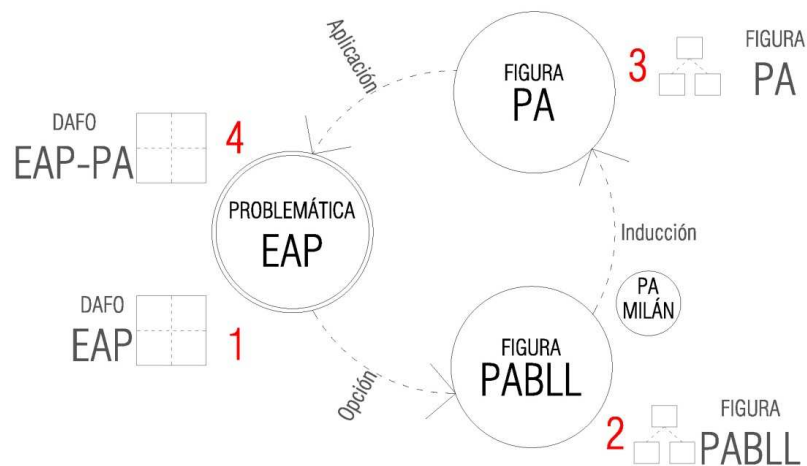 Aplicación
FIGURA
PA
3
FIGURA
PA
DAFO
EAP-PA
4
PROBLEMÁTICA
EAP
Inducción
PA
MILÁN
DAFO
EAP
1
Opción
FIGURA
PABLL
2
FIGURA
PABLL